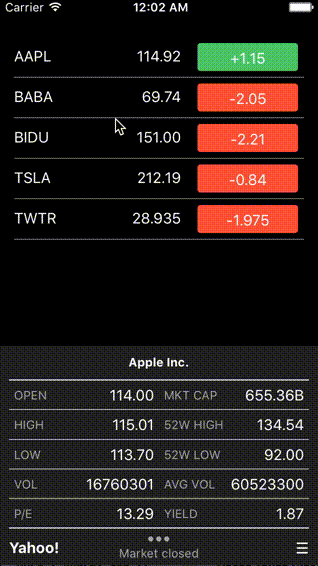 Carrier 12:02 AM
AAPL 114.92 +1.15
BABA 69.74 -2.05
BIDU 151.00 -2.21
TSLA 212.19 -0.84
TWTR 28.935 -1.975
Apple Inc.
OPEN 114.00 MKT CAP 655.36B
HIGH 115.01 52W HIGH 134.54
LOW 113.70 52W LOW 92.00
VOL 16760301 AVG VOL 60523300
P/E 13.29 YIELD 1.87
Yahoo!
Market closed